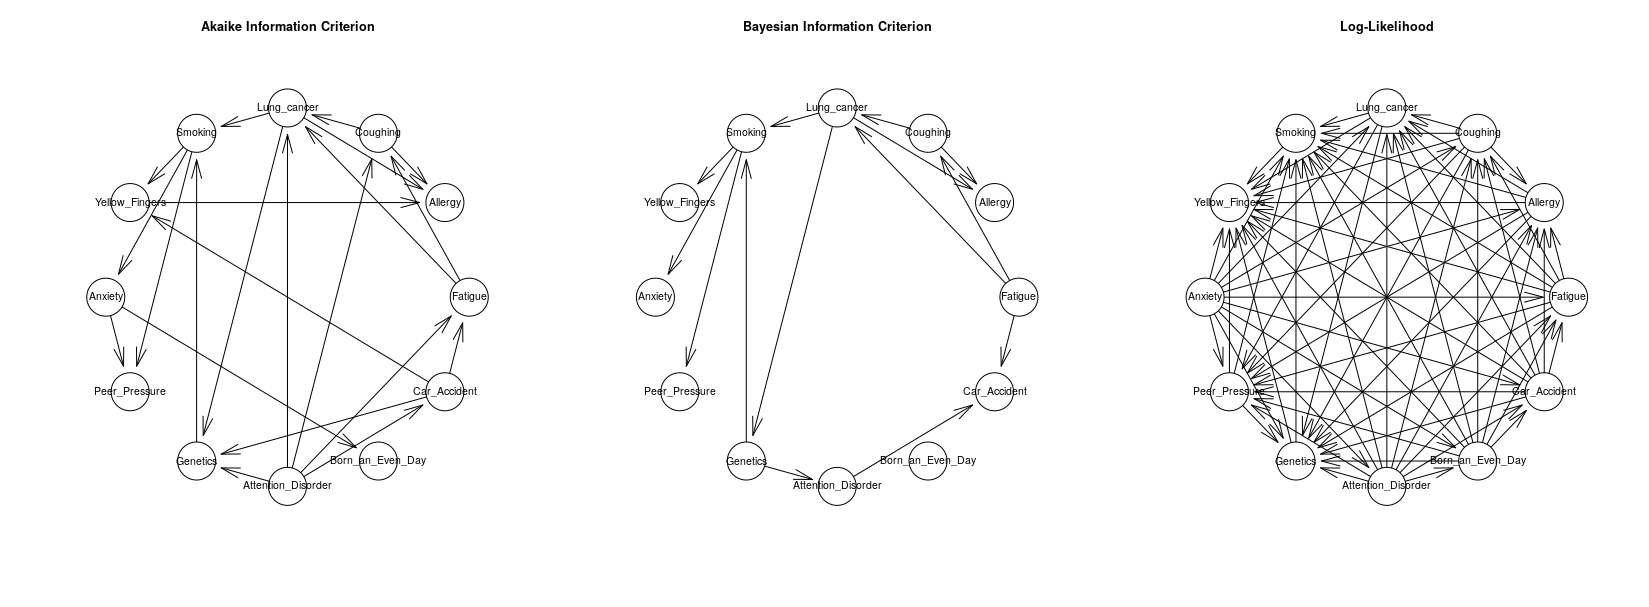 Akaike Information Criterion
Lung_cancer
Smoking
Coughing
Yellow_Fingers
Allergy
Anxiety
Fatigue
Peer_Pressure
Car_Accident
Genetics
Born_an_Even_Day
Attention_Disorder
Bayesian Information Criterion
Lung_cancer
Smoking
Coughing
Yellow_Fingers
Allergy
Anxiety
Fatigue
Peer_Pressure
Car_Accident
Genetics
Born_an_Even_Day
Attention_Disorder
Log-Likelihood
Lung_cancer
Smoking
Coughing
Yellow_Fingers
Allergy
Anxiety
Fatigue
Peer_Pressure
Car_Accident
Genetics
Born_an_Even_Day
Attention_Disorder